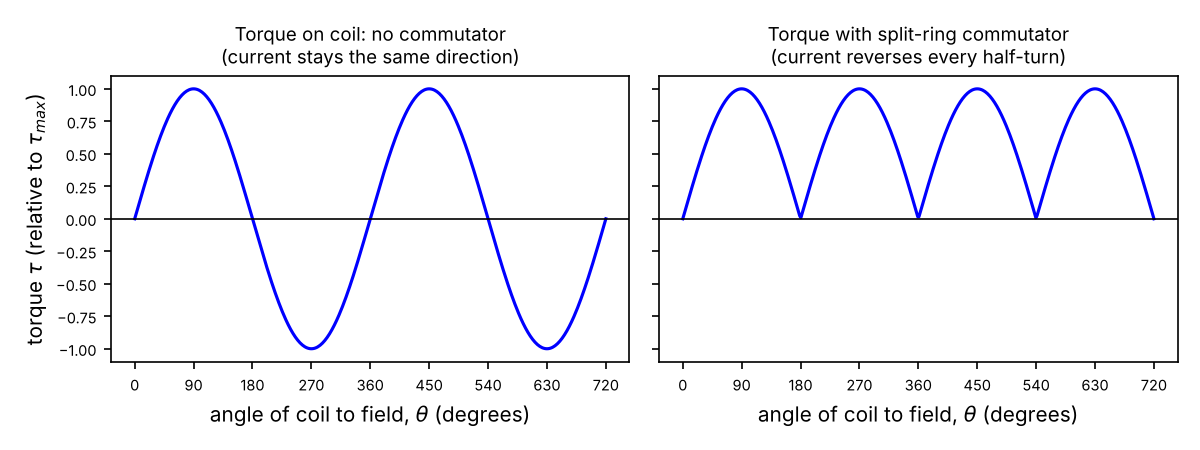 Torque on coil: no commutator
(current stays the same direction)
Torque with split-ring commutator
(current reverses every half-turn)
torque τ (relative to τmax)
1.00
0.75
0.50
0.25
0.00
−0.25
−0.50
−0.75
−1.00
0 90 180 270 360 450 540 630 720
0 90 180 270 360 450 540 630 720
angle of coil to field, θ (degrees)
angle of coil to field, θ (degrees)